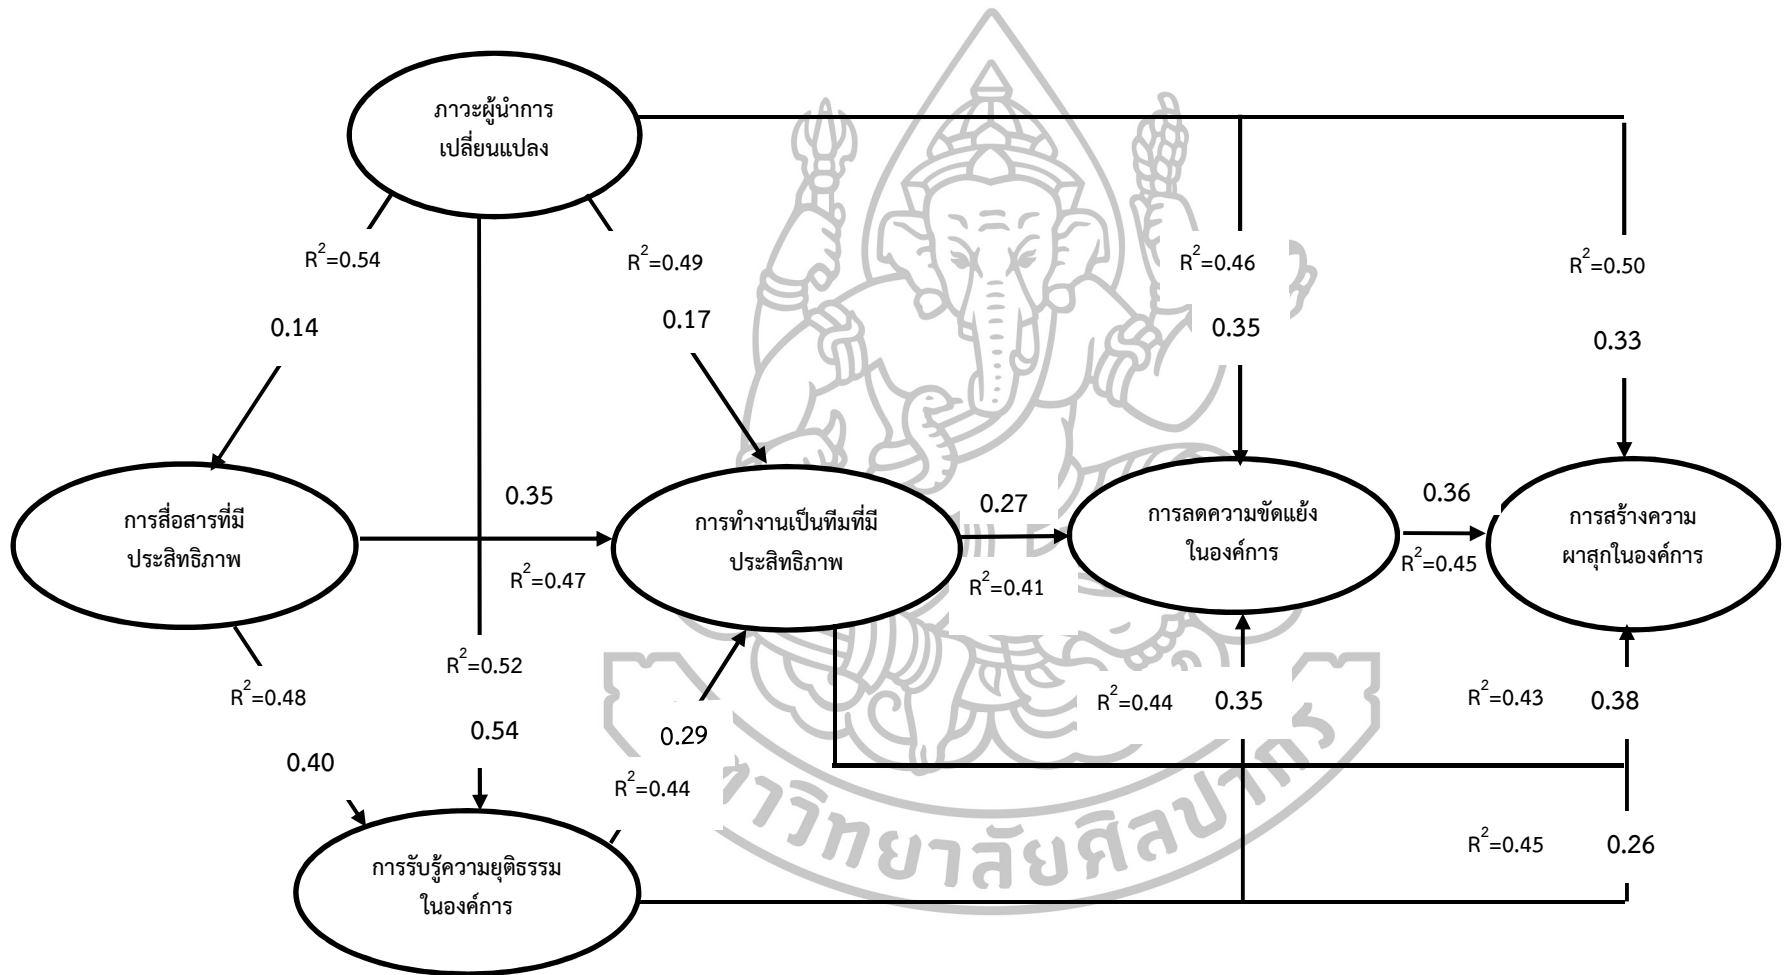 ภาวะผู้นำการ
เปลี่ยนแปลง
R²=0.54
R²=0.49
R²=0.46
R²=0.50
0.14
0.17
0.35
0.33
การสื่อสารที่มี
ประสิทธิภาพ
0.35
R²=0.47
การทำงานเป็นทีมที่มี
ประสิทธิภาพ
0.27
R²=0.41
การลดความขัดแย้ง
ในองค์การ
0.36
R²=0.45
การสร้างความ
ผาสุกในองค์การ
R²=0.48
R²=0.52
R²=0.44
0.35
R²=0.43
0.38
0.40
0.54
0.29
R²=0.44
R²=0.45
0.26
การรับรู้ความยุติธรรม
ในองค์การ
าวิทยาลัยศิลปากร